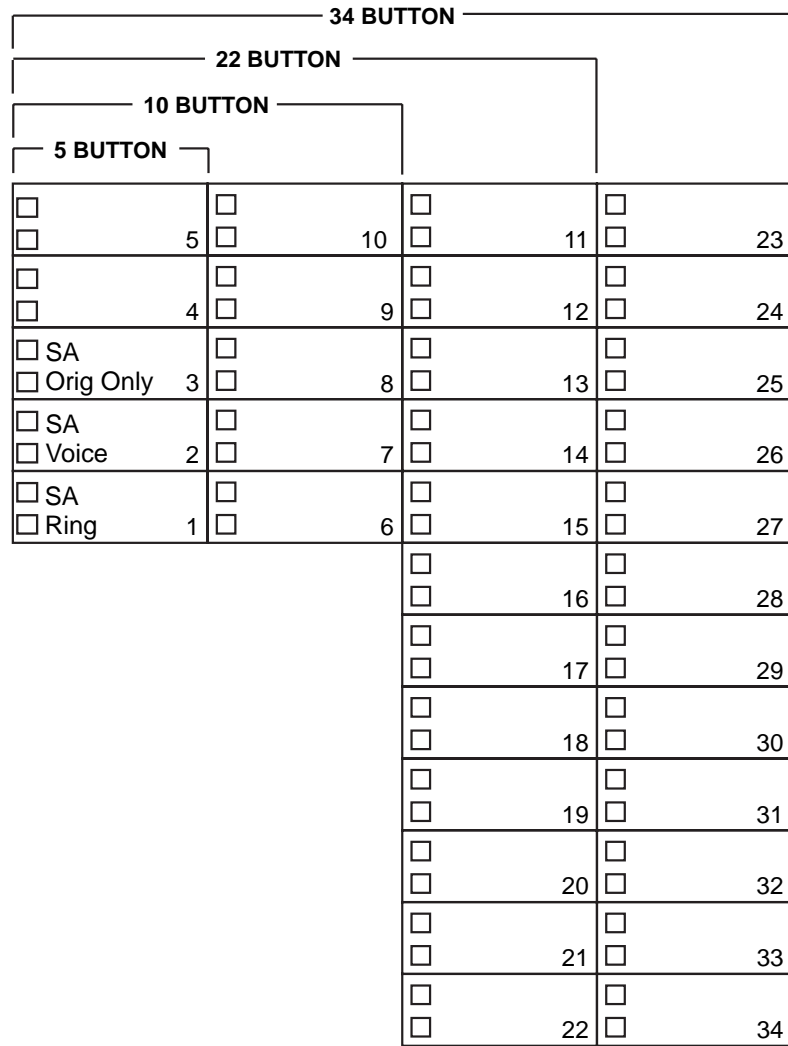 34 BUTTON
22 BUTTON
10 BUTTON
5 BUTTON
5 10 11 23
4 9 12 24
SA
Orig Only 3 8 13 25
SA
Voice 2 7 14 26
SA
Ring 1 6 15 27
16 28
17 29
18 30
19 31
20 32
21 33
22 34